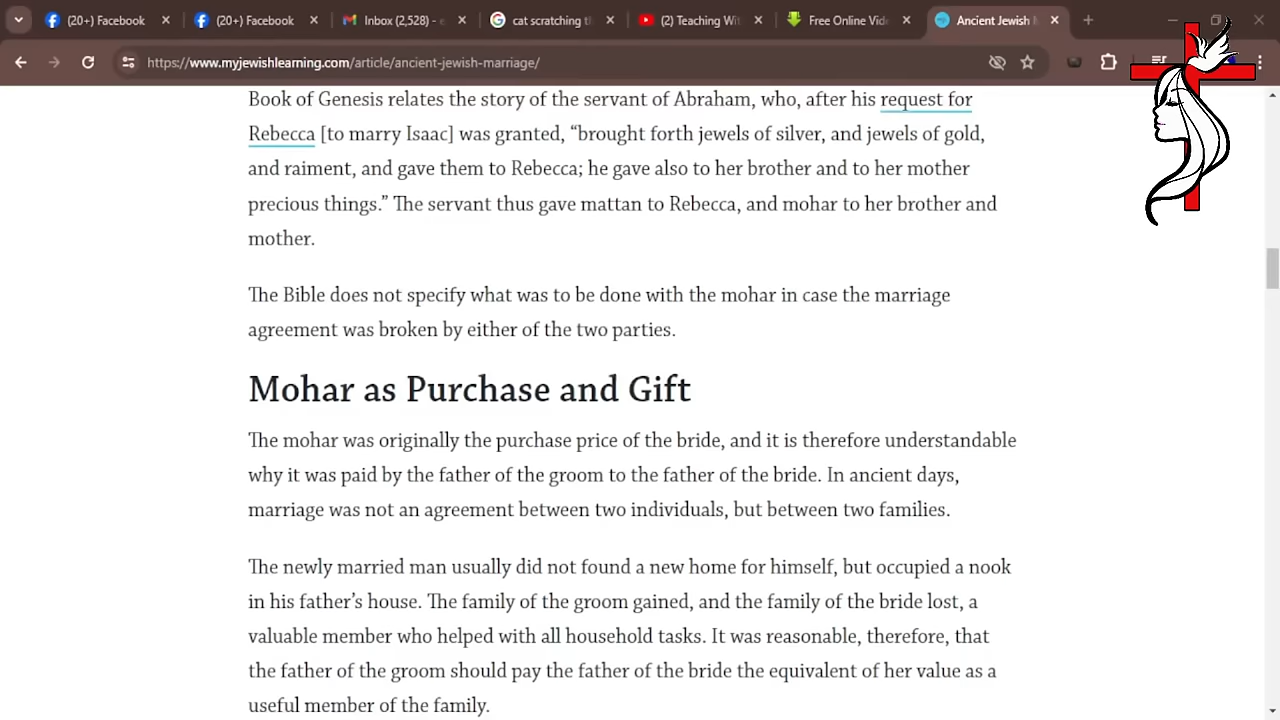 (20+) Facebook
(20+) Facebook
Inbox (2,528) -
cat scratching
(2) Teaching Wit
Free Online Vid
Ancient Jewish
https://www.myjewishlearning.com/article/ancient-jewish-marriage/
Book of Genesis relates the story of the servant of Abraham, who, after his request for
Rebecca [to marry Isaac] was granted, “brought forth jewels of silver, and jewels of gold,
and raiment, and gave them to Rebecca; he gave also to her brother and to her mother
precious things.” The servant thus gave mattan to Rebecca, and mohar to her brother and
mother.
The Bible does not specify what was to be done with the mohar in case the marriage
agreement was broken by either of the two parties.
Mohar as Purchase and Gift
The mohar was originally the purchase price of the bride, and it is therefore understandable
why it was paid by the father of the groom to the father of the bride. In ancient days,
marriage was not an agreement between two individuals, but between two families.
The newly married man usually did not found a new home for himself, but occupied a nook
in his father’s house. The family of the groom gained, and the family of the bride lost, a
valuable member who helped with all household tasks. It was reasonable, therefore, that
the father of the groom should pay the father of the bride the equivalent of her value as a
useful member of the family.